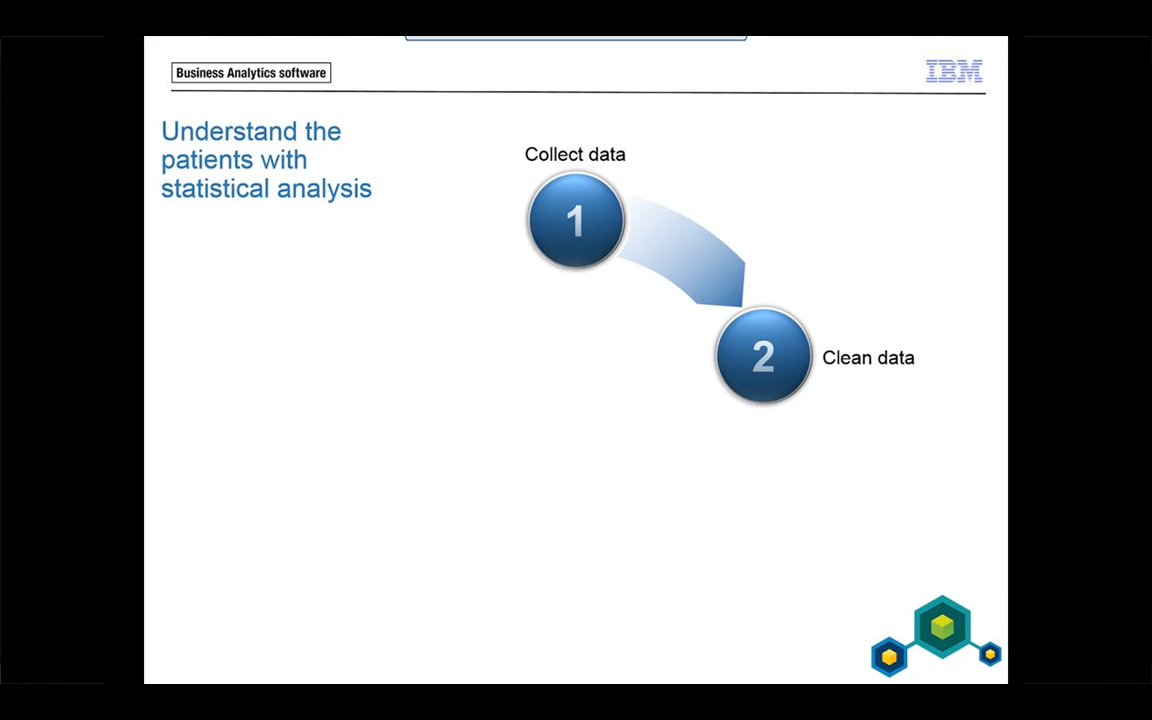 Business Analytics software
IBM
Understand the
patients with
statistical analysis
Collect data
1
2
Clean data